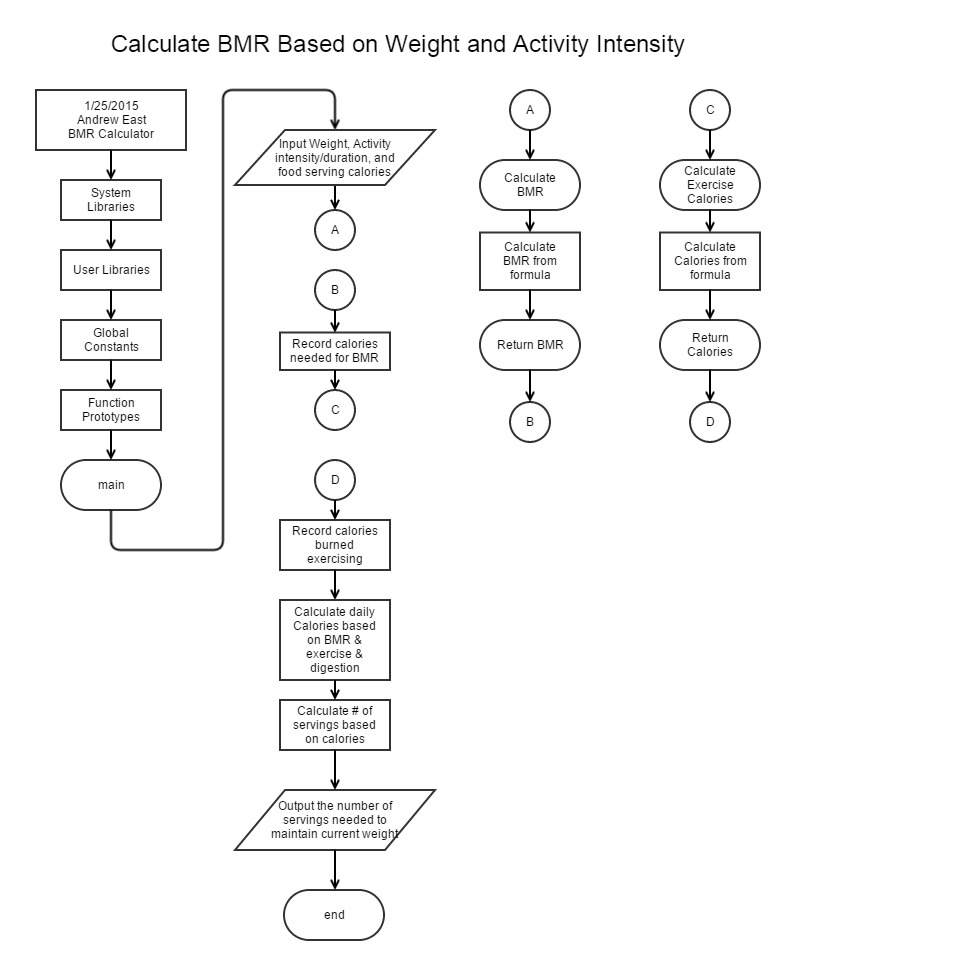 Calculate BMR Based on Weight and Activity Intensity
1/25/2015
Andrew East
BMR Calculator
System
Libraries
User Libraries
Global
Constants
Function
Prototypes
main
Input Weight, Activity
intensity/duration, and
food serving calories
A
B
Record calories
needed for BMR
C
D
Record calories
burned
exercising
Calculate daily
Calories based
on BMR &
exercise &
digestion
Calculate # of
servings based
on calories
Output the number of
servings needed to
maintain current weight
end
A
Calculate
BMR
Calculate
BMR from
formula
Return BMR
B
C
Calculate
Exercise
Calories
Calculate
Calories from
formula
Return
Calories
D